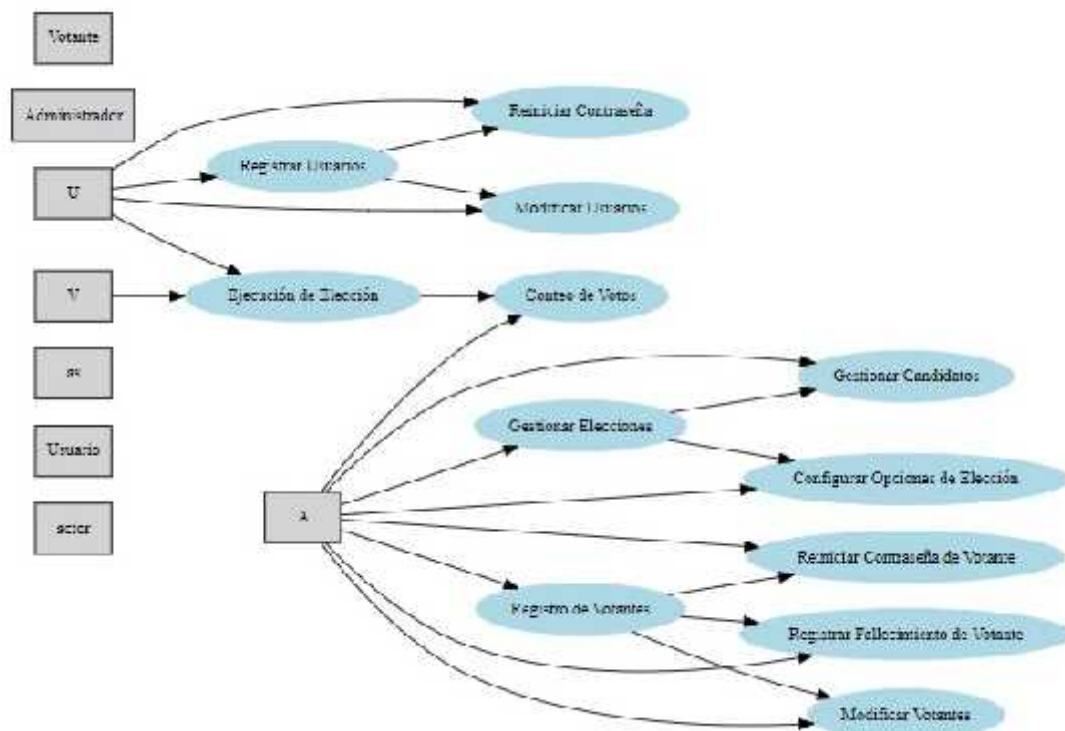 Votante
Administrador
Reiniciar Contraseña
Registrar Usuarios
U
Modificar Usuarios
V
Ejecución de Elección
Conteo de Votos
as
Gestionar Candidatos
Gestionar Elecciones
Usuario
Configurar Opciones de Elección
actor
A
Reiniciar Contraseña de Votante
Registro de Votantes
Registrar Fallecimiento de Votante
Modificar Votantes